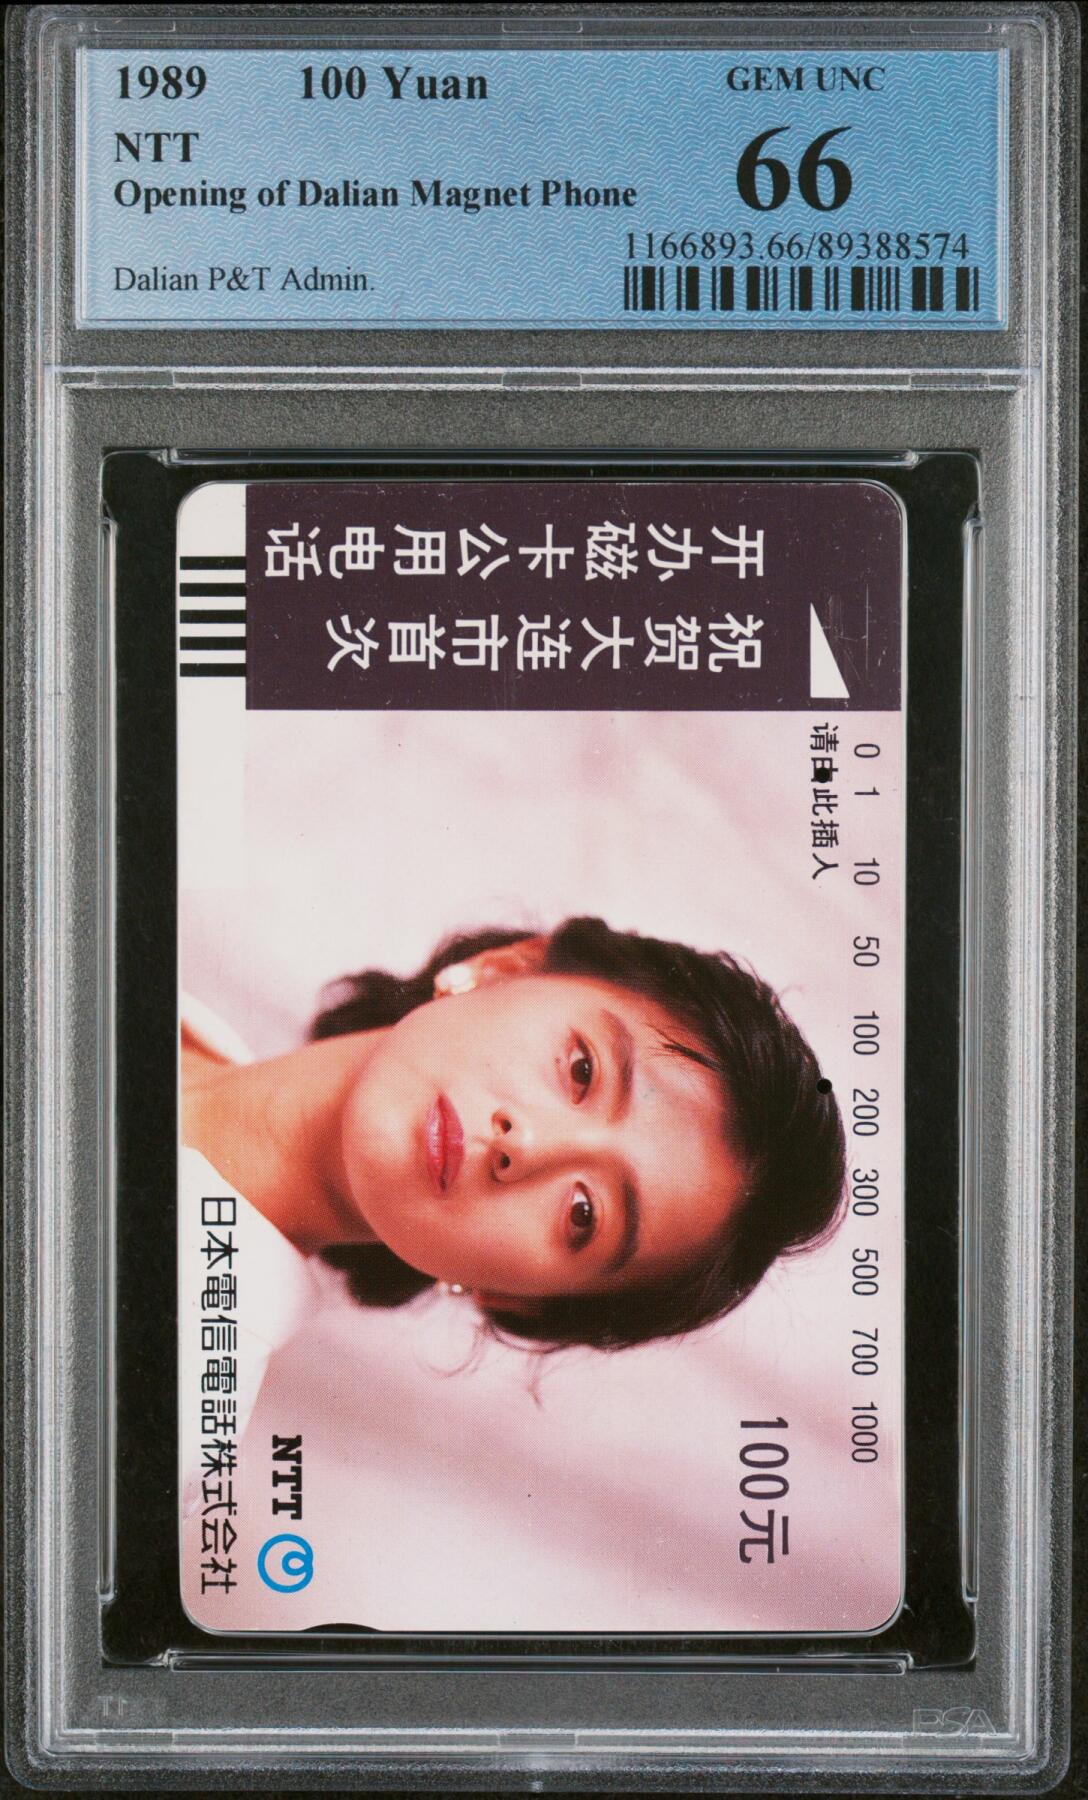 1989 100 Yuan GEM UNC
NTT 66
Opening of Dalian Magnet Phone
1166893.66/89388574
Dalian P&T Admin.
祝贺大连市首次
开办磁卡公用电话
0 1 10 50 100 200 300 500 700 1000
请由此插入
100元
NTT
日本電信電話株式会社
PSA